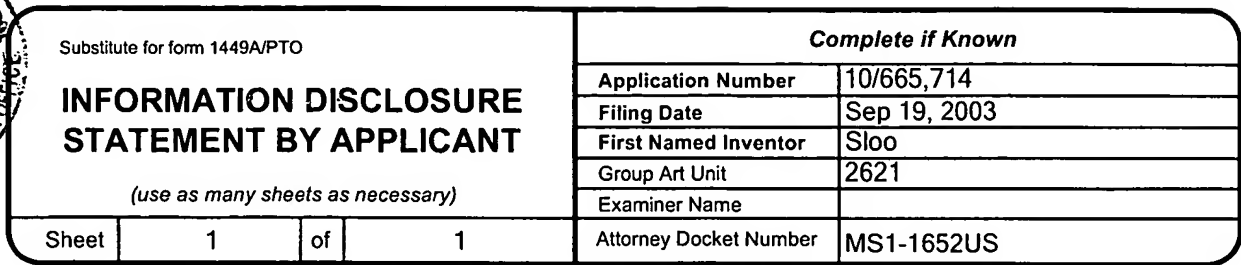 Substitute for form 1449A/PTO
INFORMATION DISCLOSURE
STATEMENT BY APPLICANT
(use as many sheets as necessary)
Sheet 1 of 1
Complete if Known
Application Number 10/665,714
Filing Date Sep 19, 2003
First Named Inventor Sloo
Group Art Unit 2621
Examiner Name
Attorney Docket Number MS1-1652US